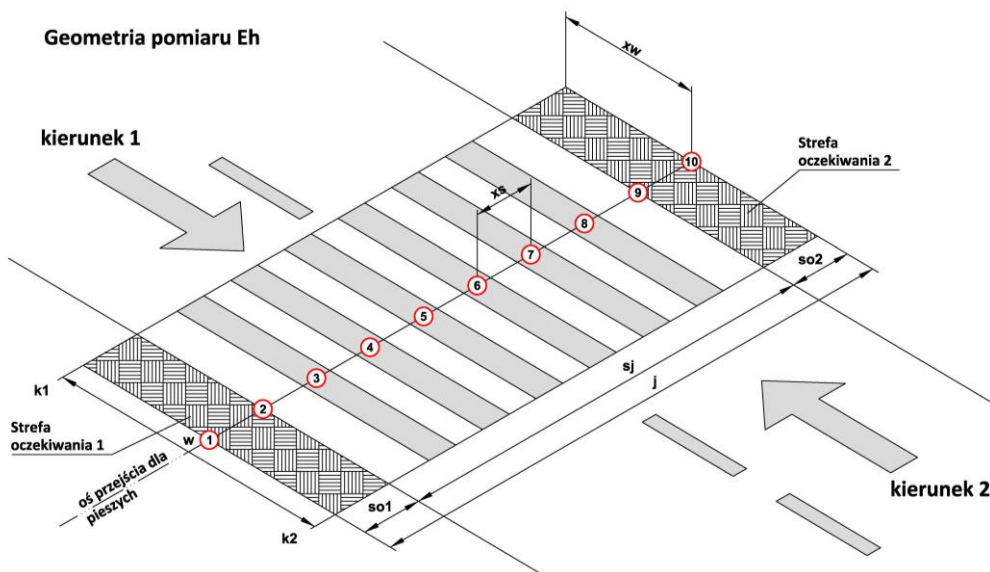 Geometria pomiaru Eh
xw
kierunek 1
Strefa
oczekiwania 2
10
xs
9
8
7
so2
6
5
sj
4
j
3
k1
2
Strefa
oczekiwania 1
w
1
oś przejścia dla
pieszych
so1
kierunek 2
k2